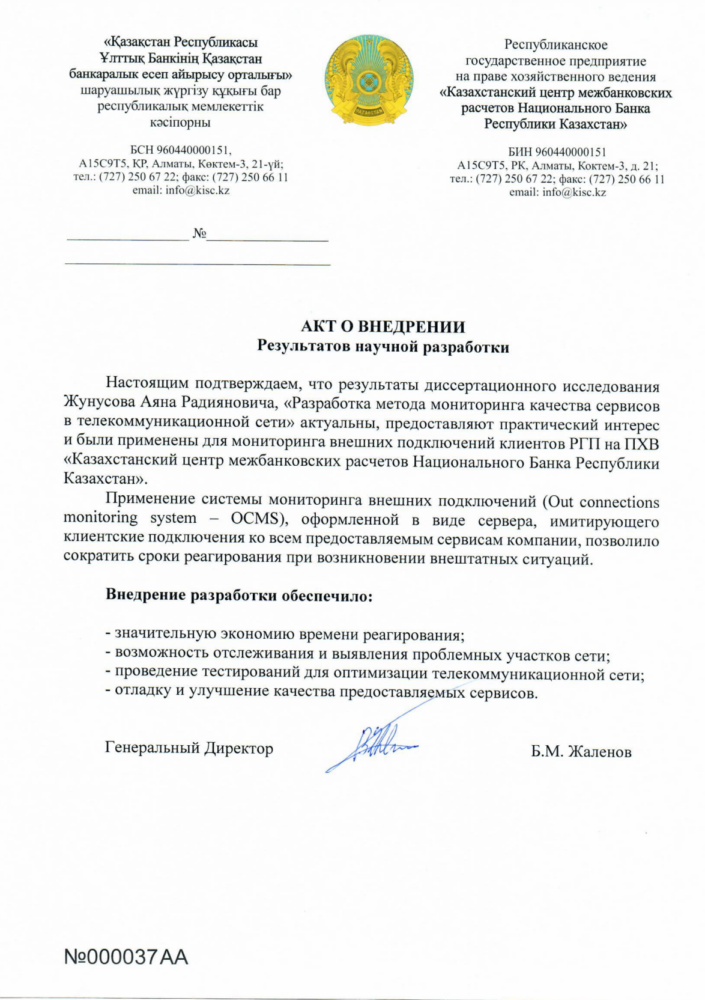 «Қазақстан Республикасы
Ұлттық Банкінің Қазақстан
банкаралык есеп айырысу орталығы»
шаруашылық жүргізу құқығы бар
республикалық мемлекеттік
кәсіпорны
БСН 960440000151,
А15С9Т5, ҚР, Алматы, Көктем-3, 21-үй;
тел.: (727) 250 67 22; факс: (727) 250 66 11
email: info@kisc.kz
QAZAQSTAN
Республиканское
государственное предприятие
на праве хозяйственного ведения
«Казахстанский центр межбанковских
расчетов Национального Банка
Республики Казахстан»
БИН 960440000151
А15С9Т5, РК, Алматы, Коктем-3, д. 21;
тел.: (727) 250 67 22; факс: (727) 250 66 11
email: info@kisc.kz
№
АКТ О ВНЕДРЕНИИ
Результатов научной разработки
Настоящим подтверждаем, что результаты диссертационного исследования
Жунусова Аяна Радияновича, «Разработка метода мониторинга качества сервисов
в телекоммуникационной сети» актуальны, предоставляют практический интерес
и были применены для мониторинга внешних подключений клиентов РГП на ПХВ
«Казахстанский центр межбанковских расчетов Национального Банка Республики
Казахстан».
Применение системы мониторинга внешних подключений (Out connections
monitoring system – OCMS), оформленной в виде сервера, имитирующего
клиентские подключения ко всем предоставляемым сервисам компании, позволило
сократить сроки реагирования при возникновении внештатных ситуаций.
Внедрение разработки обеспечило:
- значительную экономию времени реагирования;
- возможность отслеживания и выявления проблемных участков сети;
- проведение тестирований для оптимизации телекоммуникационной сети;
- отладку и улучшение качества предоставляемых сервисов.
Генеральный Директор
Б.М. Жаленов
№000037АА